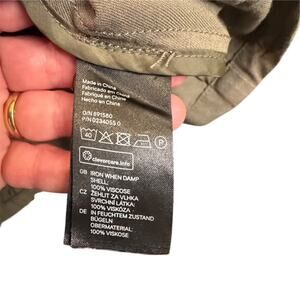 Made in China
Fabricado em China
Fabriqué en Chine
Hecho en China
O/N 891580
P/N 0234055 0
40
P
clevercare.info
GB IRON WHEN DAMP
SHELL:
100% VISCOSE
CZ ŽEHLIT ZA VLHKA
SVRCHNÍ LÁTKA:
100% VISKÓZA
DE IN FEUCHTEM ZUSTAND
BÜGELN
OBERMATERIAL:
100% VISKOSE